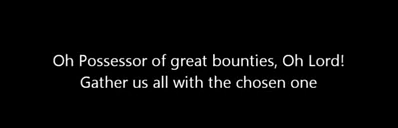 Oh Possessor of great bounties, Oh Lord!
Gather us all with the chosen one